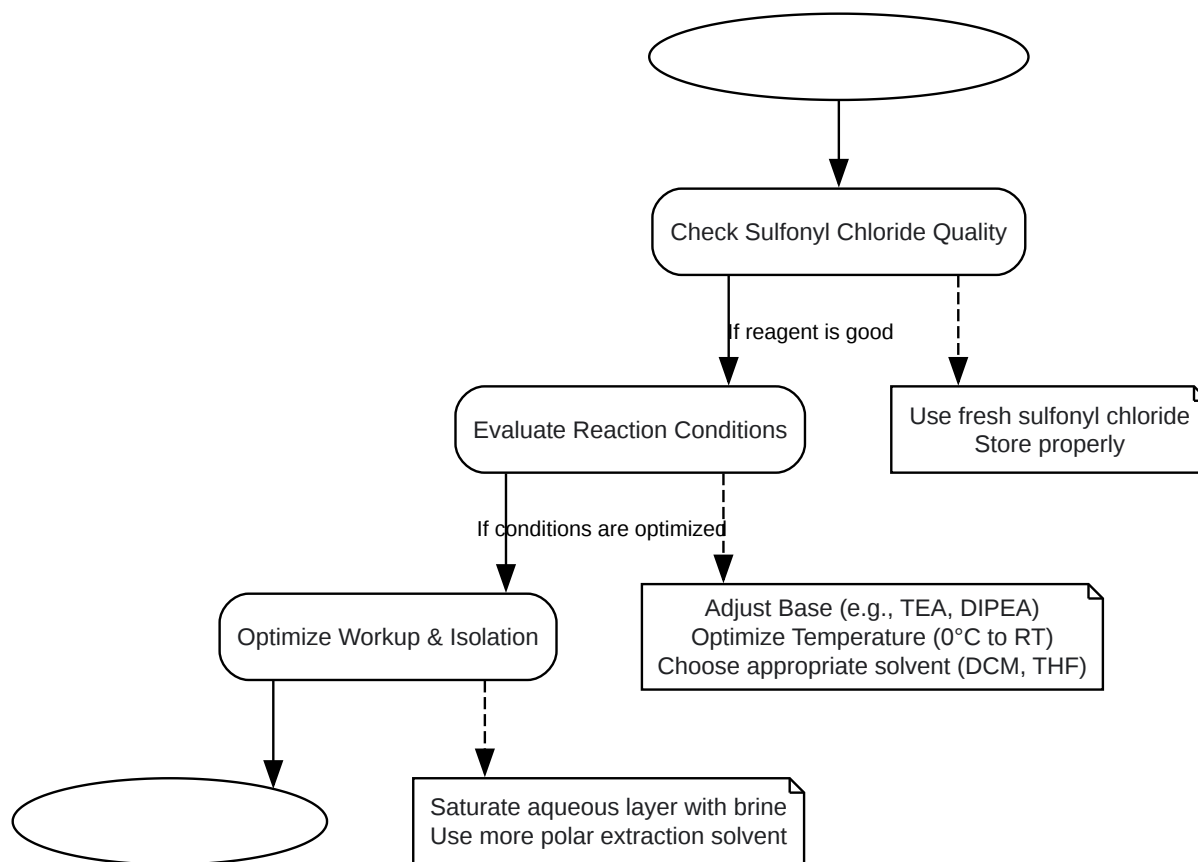 Check Sulfonyl Chloride Quality
If reagent is good
Evaluate Reaction Conditions
Use fresh sulfonyl chloride
Store properly
If conditions are optimized
Optimize Workup & Isolation
Adjust Base (e.g., TEA, DIPEA)
Optimize Temperature (0°C to RT)
Choose appropriate solvent (DCM, THF)
Saturate aqueous layer with brine
Use more polar extraction solvent